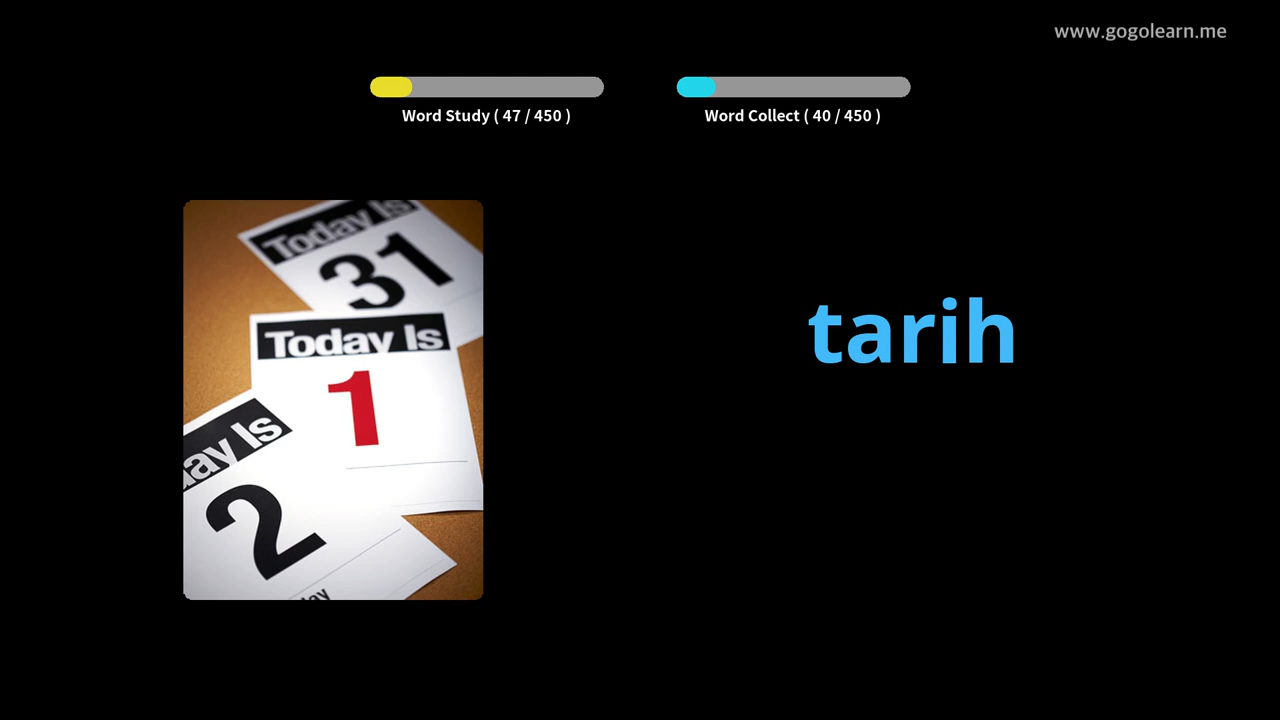 www.gogolearn.me
Word Study ( 47 / 450 )
Word Collect ( 40 / 450 )
Today Is
31
Today Is
1
day Is
2
tarih